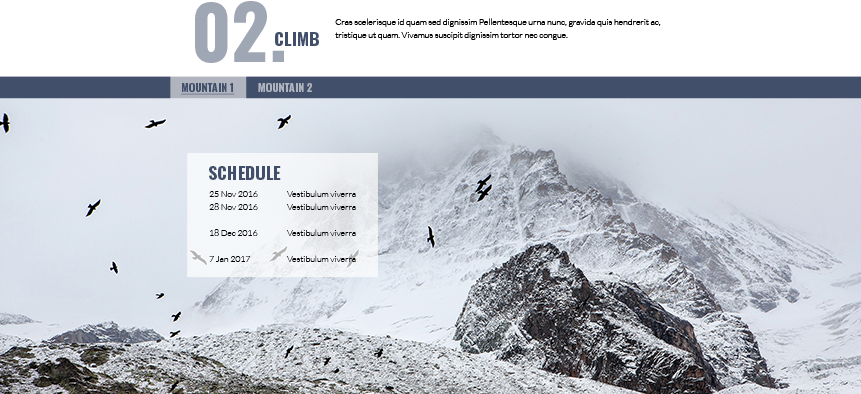 02.
CLIMB
Cras scelerisque id quam sed dignissim Pellentesque urna nunc, gravida quis hendrerit ac,
tristique ut quam. Vivamus suscipit dignissim tortor nec congue.
MOUNTAIN 1 MOUNTAIN 2
SCHEDULE
25 Nov 2016 Vestibulum viverra
28 Nov 2016 Vestibulum viverra
18 Dec 2016 Vestibulum viverra
7 Jan 2017 Vestibulum viverra